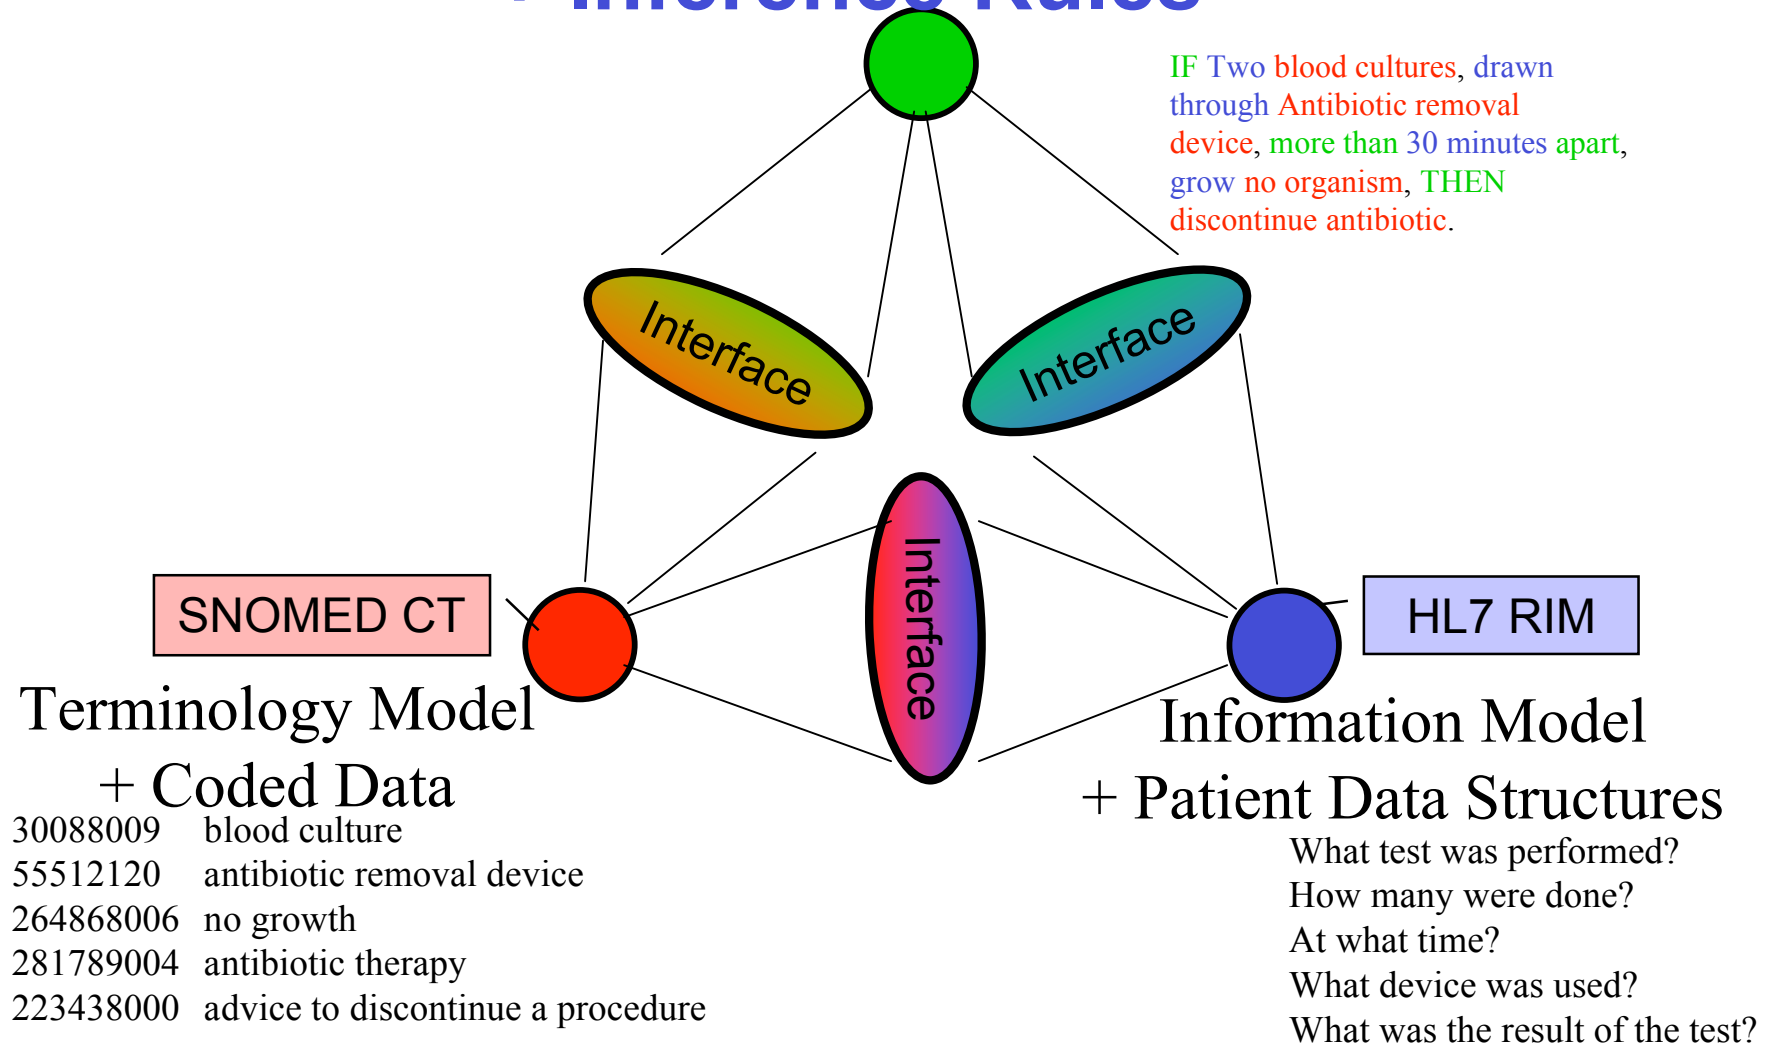 + Inference Rules
IF Two blood cultures, drawn
through Antibiotic removal
device, more than 30 minutes apart,
grow no organism, THEN
discontinue antibiotic.
Interface
Interface
Interface
SNOMED CT
HL7 RIM
Terminology Model
+ Coded Data
30088009 blood culture
55512120 antibiotic removal device
264868006 no growth
281789004 antibiotic therapy
223438000 advice to discontinue a procedure
Information Model
+ Patient Data Structures
What test was performed?
How many were done?
At what time?
What device was used?
What was the result of the test?